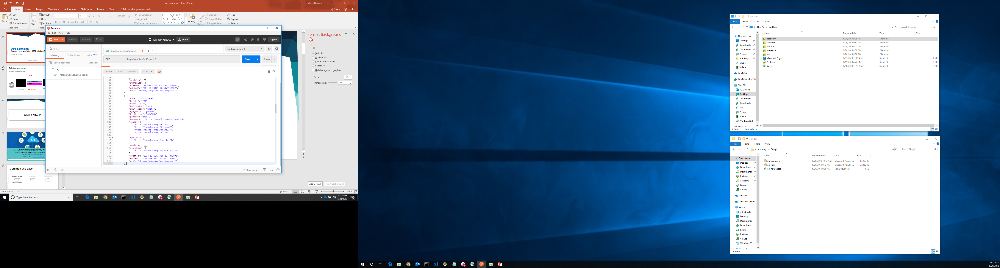 api economy - PowerPoint
Patrick Howard
File Home Insert Design Transitions Animations Slide Show Review View Tell me what you want to do
Share
Paste
Cut
Copy
Format Painter
Clipboard
New Slide
Layout
Reset
Section
Slides
12
Text Direction
Align Text
Convert to SmartArt
Arrange
Quick Styles
Shape Fill
Shape Outline
Shape Effects
Find
Replace
Select
1
API Economy
(oh yes – and what's this JSON all about?)
June 20, 2019
2
Full stack environment
A couple of the components
API
API response
3
WHAT IS AN API?
4
API
5
Common use case
Slide 1 of 10
Notes
126%
Postman
File Edit View Help
New
Import
Runner
My Workspace
Invite
Sign In
Filter
History Collections APIs BETA
Save Responses
Clear all
Today
GET http://swapi.co/api/people/
GET http://swapi.co/api/people/
No Environment
GET
http://swapi.co/api/people/
Send
Save
Pretty Raw Preview JSON
86 ],
87 "vehicles": [],
88 "starships": [],
89 "created": "2014-12-10T15:11:50.376000Z",
90 "edited": "2014-12-20T21:17:50.311000Z",
91 "url": "https://swapi.co/api/people/3/"
92 },
93 {
94 "name": "Darth Vader",
95 "height": "202",
96 "mass": "136",
97 "hair_color": "none",
98 "skin_color": "white",
99 "eye_color": "yellow",
100 "birth_year": "41.9BBY",
101 "gender": "male",
102 "homeworld": "https://swapi.co/api/planets/1/",
103 "films": [
104 "https://swapi.co/api/films/2/",
105 "https://swapi.co/api/films/6/",
106 "https://swapi.co/api/films/3/",
107 "https://swapi.co/api/films/1/"
108 ],
109 "species": [
110 "https://swapi.co/api/species/1/"
111 ],
112 "vehicles": [],
113 "starships": [
114 "https://swapi.co/api/starships/13/"
115 ],
116 "created": "2014-12-10T15:18:20.704000Z",
117 "edited": "2014-12-20T21:17:50.313000Z",
118 "url": "https://swapi.co/api/people/4/"
119 },
Bootcamp
Format Background
Fill
Solid fill
Gradient fill
Picture or texture fill
Pattern fill
Hide background graphics
Color
Transparency 0%
Apply to All
Reset Background
Type here to search
10:17 AM
6/20/2019
Desktop
File Home Share View
This PC > Desktop
Search Desktop
Name Date modified Type Size
academy 6/20/2019 9:25 AM File folder
codetest 6/19/2019 9:35 AM File folder
present 6/20/2019 9:01 AM File folder
references 6/20/2019 8:50 AM File folder
teach 6/20/2019 8:38 AM File folder
Microsoft Edge 6/11/2019 11:25 AM Shortcut 2 KB
Postman 6/19/2019 4:42 PM Shortcut 3 KB
Slack 6/18/2019 11:13 AM Shortcut 3 KB
Quick access
Desktop
Downloads
Documents
Pictures
academy
Music
Videos
OneDrive
OneDrive - Red Ve
This PC
3D Objects
Desktop
Documents
Downloads
Music
Pictures
Videos
Windows (C:)
Network
8 items 1 item selected
04-api
File Home Share View
academy > 04-api
Search 04-api
Name Date modified Type Size
api economy 6/20/2019 10:12 AM Microsoft PowerP... 19,296 KB
api intro 6/20/2019 9:13 AM Microsoft PowerP... 21,363 KB
api references 6/20/2019 9:08 AM Text Document 1 KB
Quick access
Desktop
Downloads
Documents
Pictures
academy
Music
Videos
OneDrive
OneDrive - Red Ve
This PC
3D Objects
Desktop
Documents
Downloads
Music
Pictures
Videos
Windows (C:)
Network
3 items
10:17 AM
6/20/2019